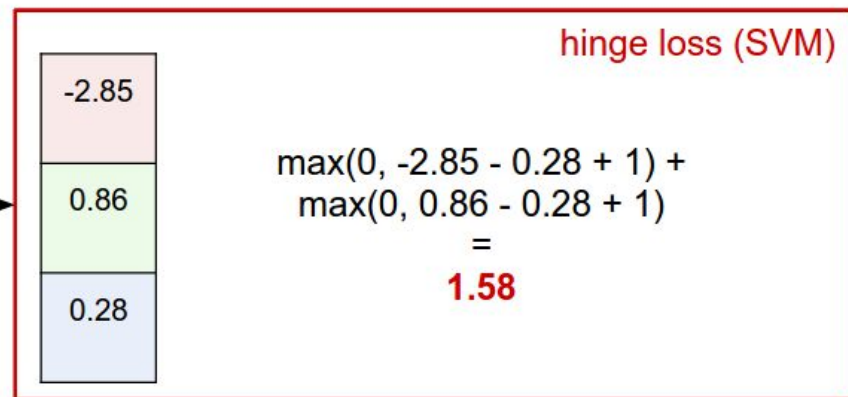 hinge loss (SVM)
-2.85
0.86
0.28
max(0, -2.85 - 0.28 + 1) +
max(0, 0.86 - 0.28 + 1)
=
1.58